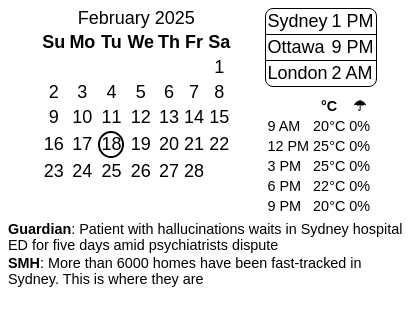 February 2025
Su Mo Tu We Th Fr Sa
1
2 3 4 5 6 7 8
9 10 11 12 13 14 15
16 17 18 19 20 21 22
23 24 25 26 27 28
Sydney 1 PM
Ottawa 9 PM
London 2 AM
°C ☂
9 AM 20°C 0%
12 PM 25°C 0%
3 PM 25°C 0%
6 PM 22°C 0%
9 PM 20°C 0%
Guardian: Patient with hallucinations waits in Sydney hospital
ED for five days amid psychiatrists dispute
SMH: More than 6000 homes have been fast-tracked in
Sydney. This is where they are